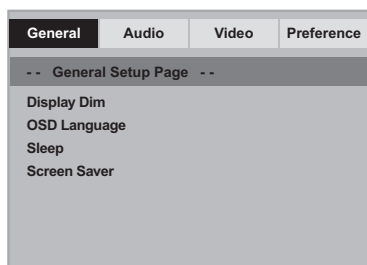 General Audio Video Preference
- - General Setup Page - -
Display Dim
OSD Language
Sleep
Screen Saver